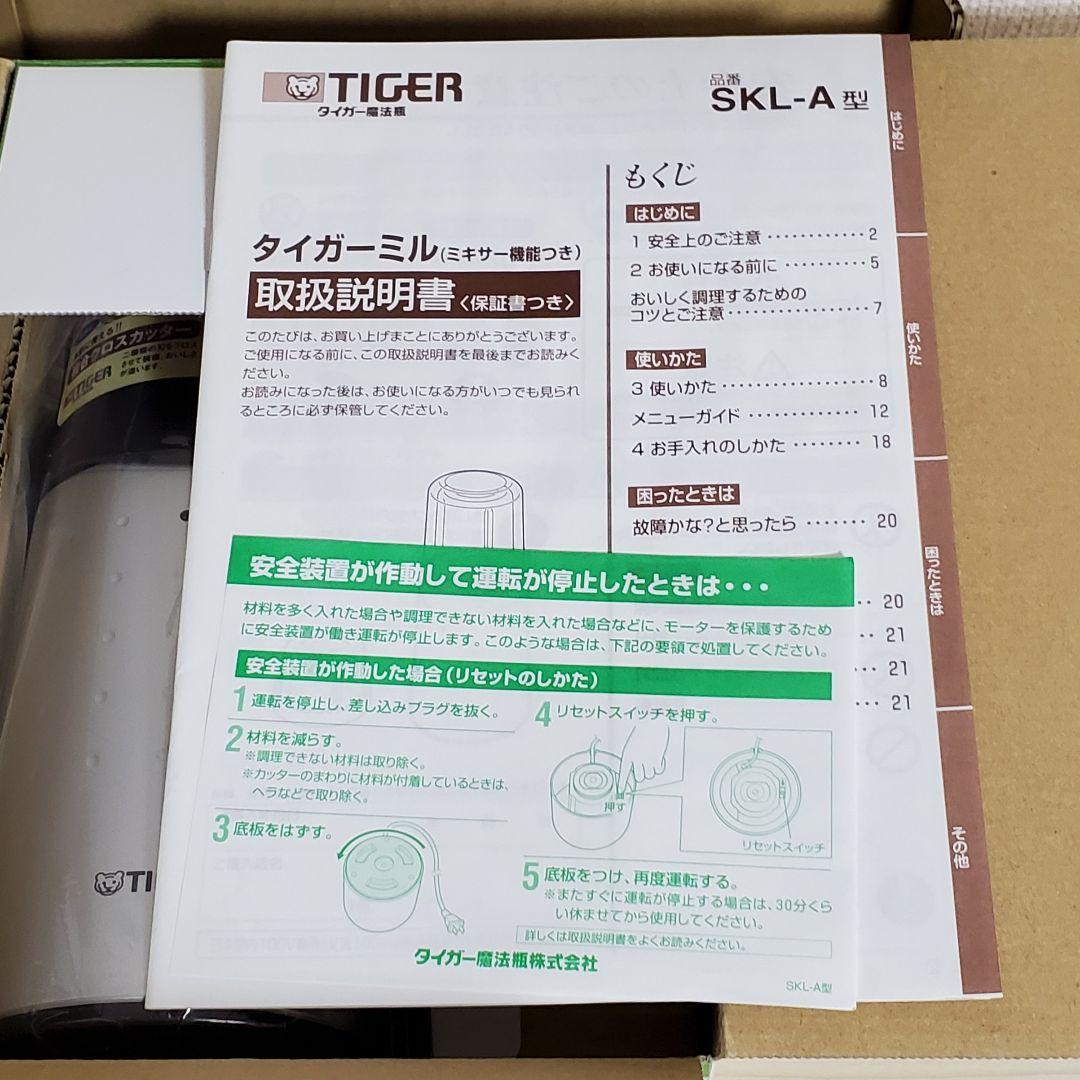 TIGER
タイガー魔法瓶
品番
SKL-A 型
タイガーミル(ミキサー機能つき)
取扱説明書〈保証書つき〉
このたびは、お買い上げまことにありがとうございます。
ご使用になる前に、この取扱説明書を最後までお読みく
ださい。
お読みになった後は、お使いになる方がいつでも見られ
るところに必ず保管してください。
もくじ
はじめに
1 安全上のご注意 ············ 2
2 お使いになる前に ·········· 5
おいしく調理するための
コツとご注意 ················ 7
使いかた
3 使いかた ················· 8
メニューガイド ············· 12
4 お手入れのしかた ········ 18
困ったときは
故障かな?と思ったら ······· 20
·· 20
·· 21
··· 21
··· 21
はじめに
使いかた
困ったときは
その他
安全装置が作動して運転が停止したときは···
材料を多く入れた場合や調理できない材料を入れた場合などに、モーターを保護するため
に安全装置が働き運転が停止します。このような場合は、下記の要領で処置してください。
安全装置が作動した場合(リセットのしかた)
1 運転を停止し、差し込みプラグを抜く。
2 材料を減らす。
※調理できない材料は取り除く。
※カッターのまわりに材料が付着しているときは、
ヘラなどで取り除く。
3 底板をはずす。
4 リセットスイッチを押す。
押す
リセットスイッチ
5 底板をつけ、再度運転する。
※またすぐに運転が停止する場合は、30分くら
い休ませてから使用してください。
詳しくは取扱説明書をよくお読みください。
タイガー魔法瓶株式会社
SKL-A型
クロスカッター
TIGER
TI